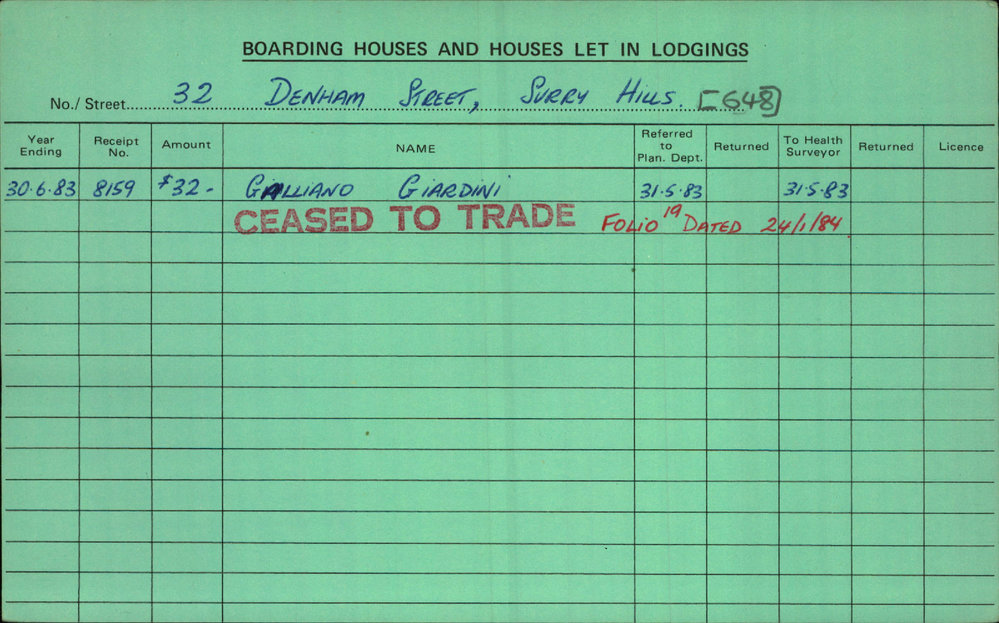 BOARDING HOUSES AND HOUSES LET IN LODGINGS
No./ Street 32 DENHAM STREET, SURRY HILLS. [648]
Year Ending Receipt No. Amount NAME Referred to Plan. Dept. Returned To Health Surveyor Returned Licence
30.6.83 8159 $32- GALLIANO GIARDINI 31.5.83 31.5.83
CEASED TO TRADE FOLIO 19 DATED 24/1/84